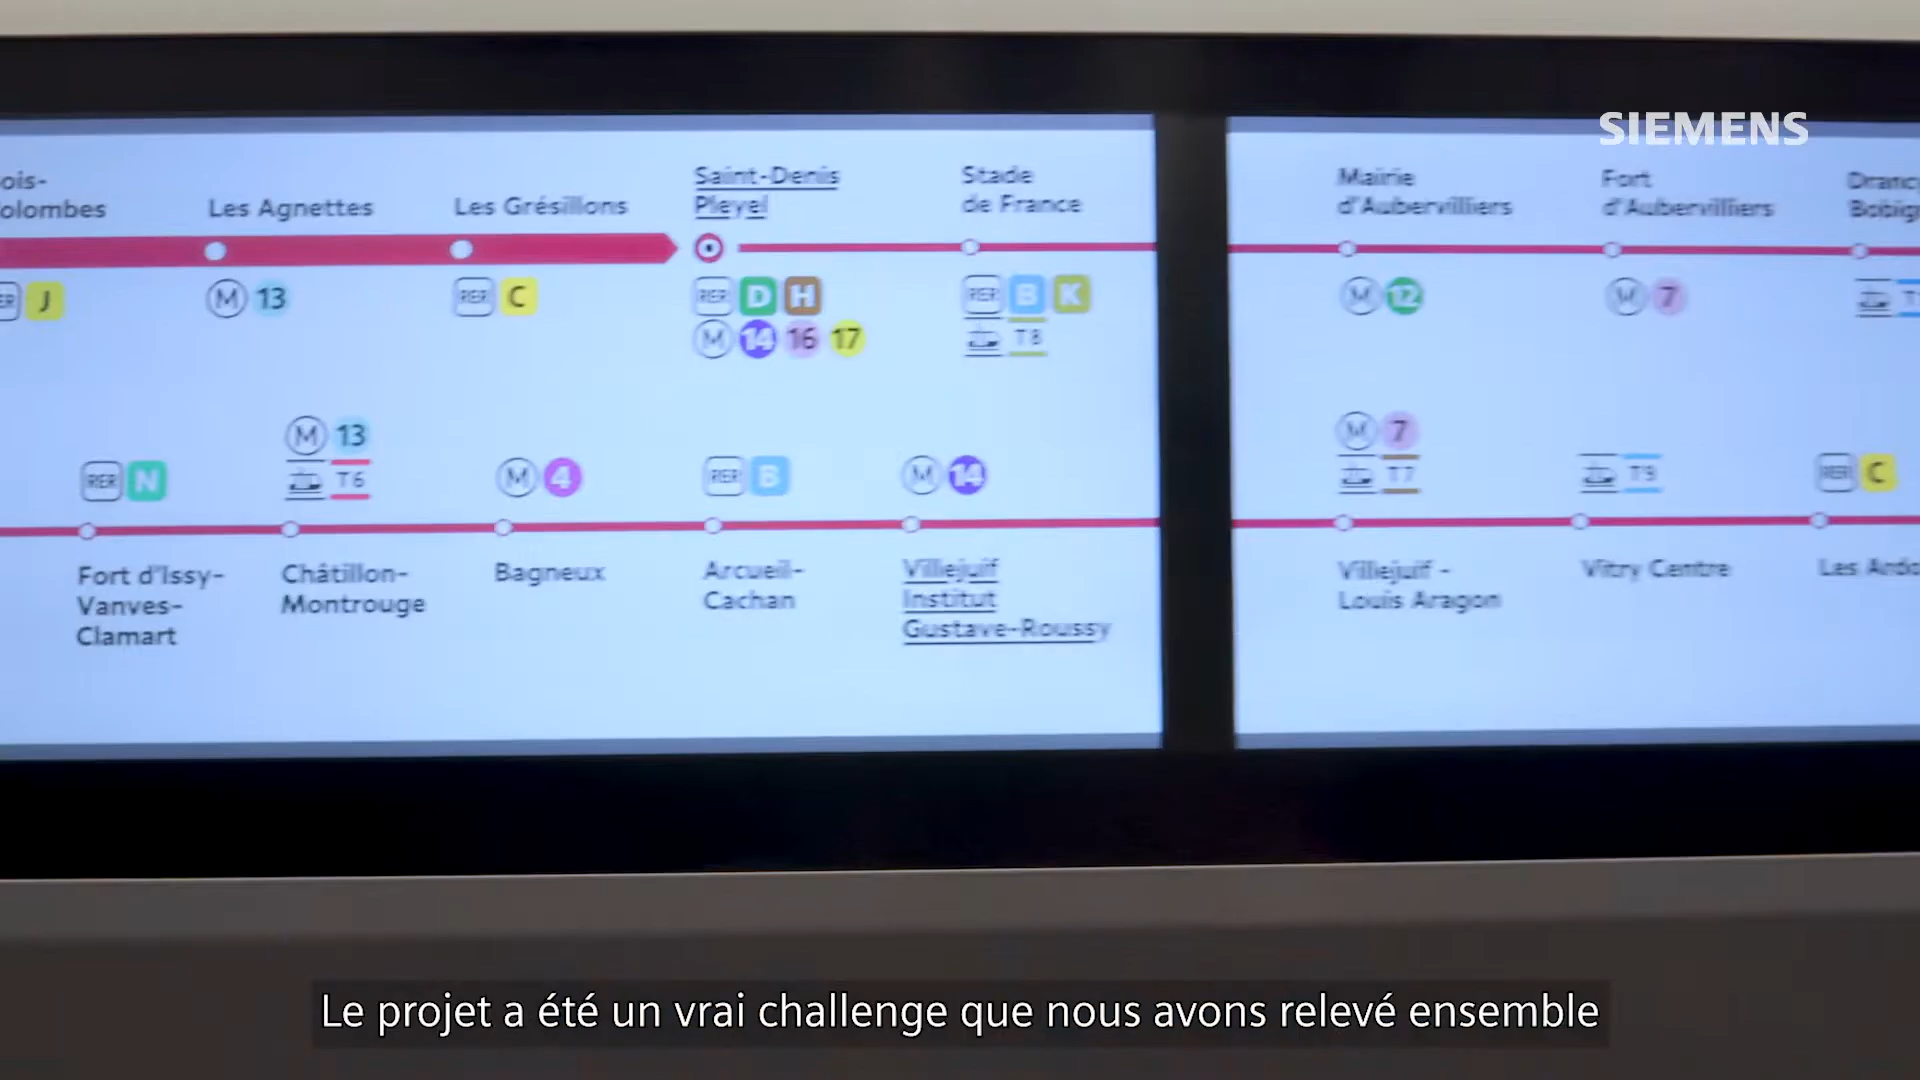 SIEMENS
ois-
olombes
Les Agnettes
Les Grésillons
Saint-Denis
Pleyel
Stade
de France
Mairie
d'Aubervilliers
Fort
d'Aubervilliers
Dranc
Bobig
ER J
M 13
RER C
RER D H
M 14 16 17
RER B K
T8
M 12
M 7
T
RER N
M 13
T6
M 4
RER B
M 14
M 7
T7
T9
RER C
Fort d'Issy-
Vanves-
Clamart
Châtillon-
Montrouge
Bagneux
Arcueil-
Cachan
Villejuif
Institut
Gustave-Roussy
Villejuif -
Louis Aragon
Vitry Centre
Les Ardo
Le projet a été un vrai challenge que nous avons relevé ensemble